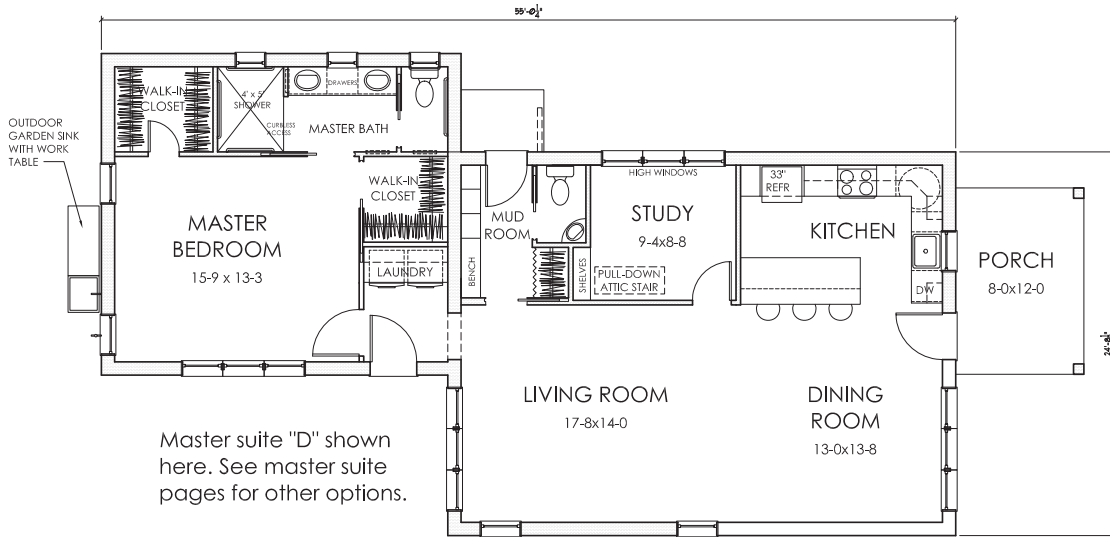 55'-0¼"
WALK-IN
CLOSET
4' x 5'
SHOWER
CURBLESS
ACCESS
DRAWERS
MASTER BATH
OUTDOOR
GARDEN SINK
WITH WORK
TABLE
WALK-IN
CLOSET
MASTER
BEDROOM
15-9 x 13-3
LAUNDRY
MUD
ROOM
BENCH
HIGH WINDOWS
STUDY
9-4x8-8
SHELVES
PULL-DOWN
ATTIC STAIR
33"
REFR
KITCHEN
DW
PORCH
8-0x12-0
LIVING ROOM
17-8x14-0
DINING
ROOM
13-0x13-8
Master suite "D" shown
here. See master suite
pages for other options.